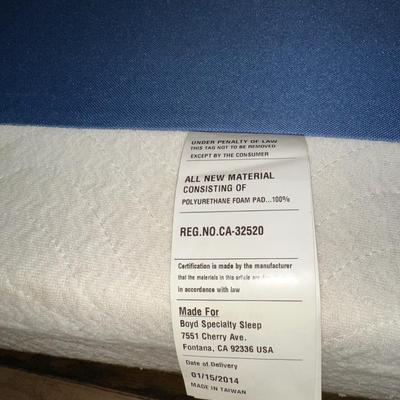 UNDER PENALTY OF LAW
THIS TAG NOT TO BE REMOVED
EXCEPT BY THE CONSUMER
ALL NEW MATERIAL
CONSISTING OF
POLYURETHANE FOAM PAD...100%
REG.NO.CA-32520
Certification is made by the manufacturer
that the materials in this article are
in accordance with law
Made For
Boyd Specialty Sleep
7551 Cherry Ave.
Fontana, CA 92336 USA
Date of Delivery
01/15/2014
MADE IN TAIWAN